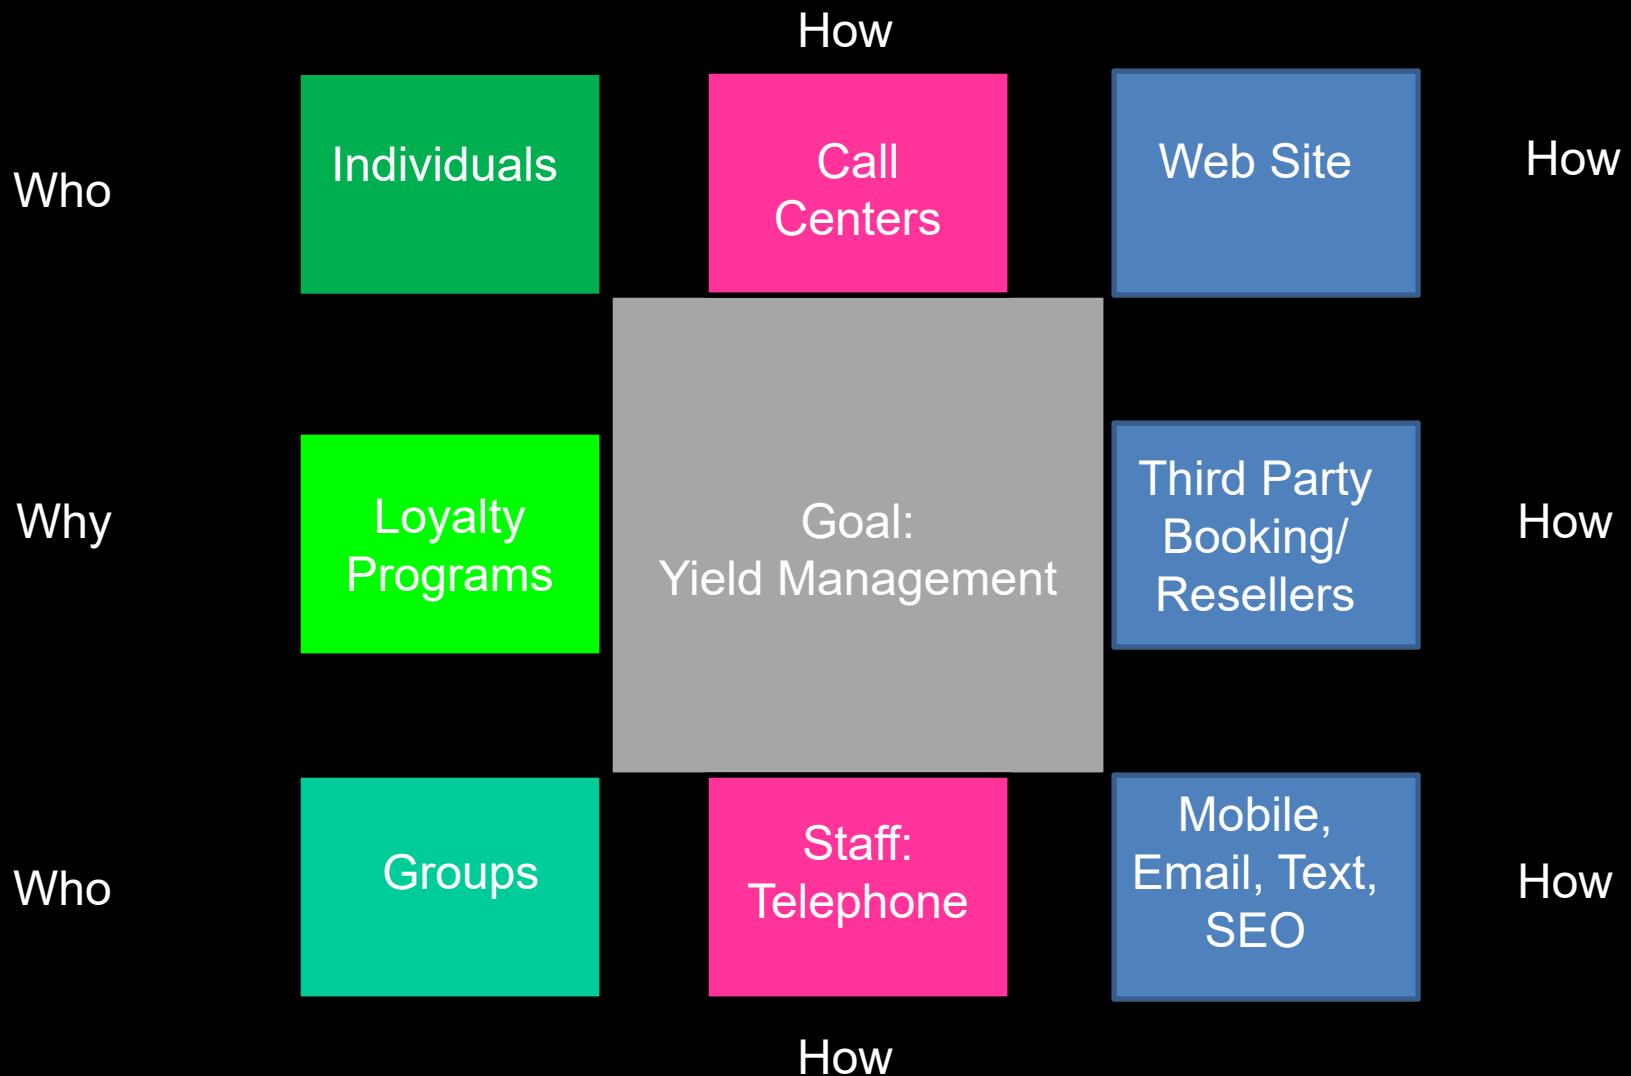 How
Who
Individuals
Call
Centers
Web Site
How
Why
Loyalty
Programs
Goal:
Yield Management
Third Party
Booking/
Resellers
How
Who
Groups
Staff:
Telephone
Mobile,
Email, Text,
SEO
How
How